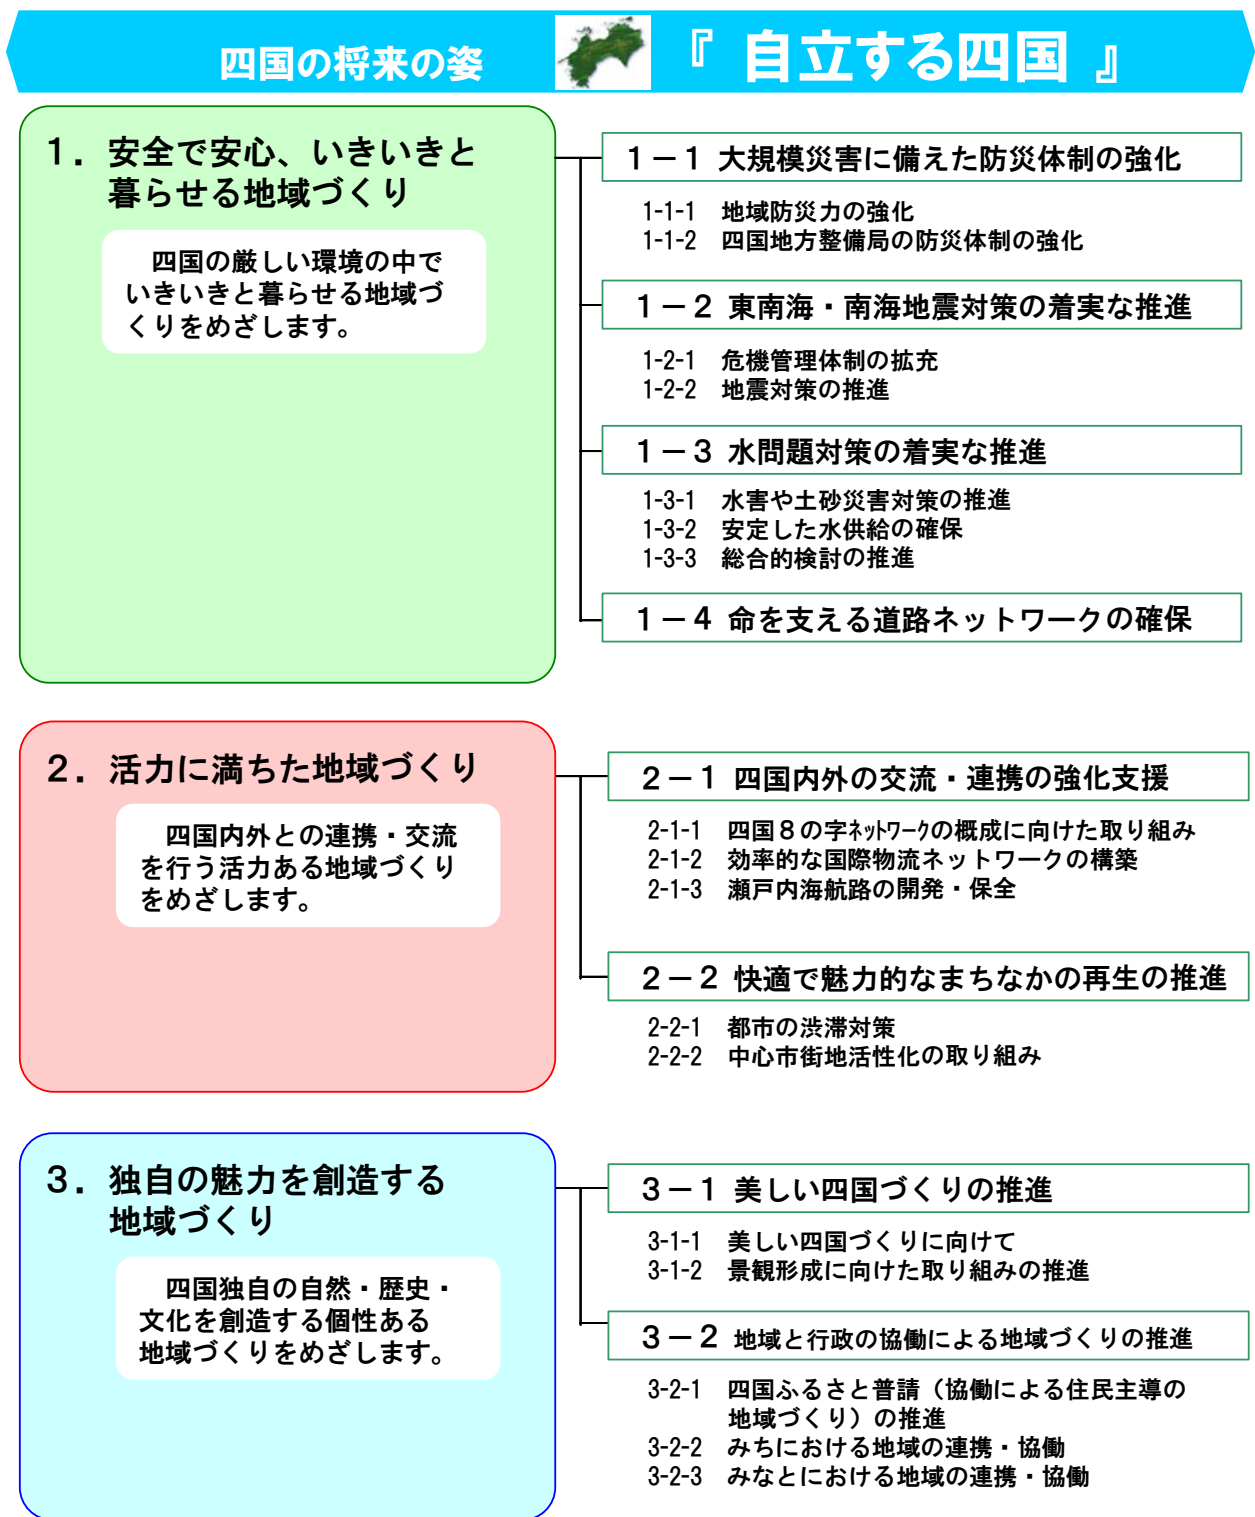 四国の将来の姿 『 自立する四国 』
１．安全で安心、いきいきと
暮らせる地域づくり
四国の厳しい環境の中で
いきいきと暮らせる地域づ
くりをめざします。
１－１ 大規模災害に備えた防災体制の強化
1-1-1 地域防災力の強化
1-1-2 四国地方整備局の防災体制の強化
１－２ 東南海・南海地震対策の着実な推進
1-2-1 危機管理体制の拡充
1-2-2 地震対策の推進
１－３ 水問題対策の着実な推進
1-3-1 水害や土砂災害対策の推進
1-3-2 安定した水供給の確保
1-3-3 総合的検討の推進
１－４ 命を支える道路ネットワークの確保
２．活力に満ちた地域づくり
四国内外との連携・交流
を行う活力ある地域づくり
をめざします。
２－１ 四国内外の交流・連携の強化支援
2-1-1 四国８の字ﾈｯﾄﾜｰｸの概成に向けた取り組み
2-1-2 効率的な国際物流ネットワークの構築
2-1-3 瀬戸内海航路の開発・保全
２－２ 快適で魅力的なまちなかの再生の推進
2-2-1 都市の渋滞対策
2-2-2 中心市街地活性化の取り組み
３．独自の魅力を創造する
地域づくり
四国独自の自然・歴史・
文化を創造する個性ある
地域づくりをめざします。
３－１ 美しい四国づくりの推進
3-1-1 美しい四国づくりに向けて
3-1-2 景観形成に向けた取り組みの推進
３－２ 地域と行政の協働による地域づくりの推進
3-2-1 四国ふるさと普請（協働による住民主導の
地域づくり）の推進
3-2-2 みちにおける地域の連携・協働
3-2-3 みなとにおける地域の連携・協働